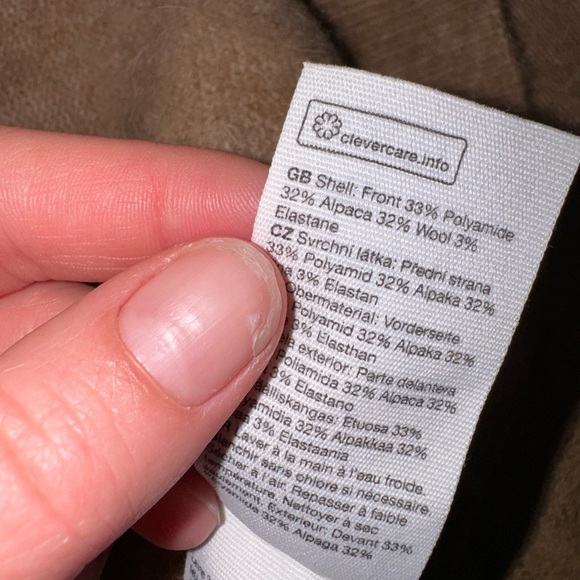 clevercare.info
GB Shell: Front 33% Polyamide
32% Alpaca 32% Wool 3%
Elastane
CZ Svrchní látka: Přední strana
33% Polyamid 32% Alpaka 32%
3% Elastan
Obermaterial: Vorderseite
Polyamid 32% Alpaka 32%
3% Elasthan
exterior: Parte delantera
Poliamida 32% Alpaca 32%
Elastano
Etuosa 33%
32% Alpakkaa 32%
3% Elastaania
Laver à la main à l'eau froide.
sans chlore si nécessaire.
à l'air. Repasser à faible
température. Nettoyer à sec
Extérieur: Devant 33%
32% Alpaga 32%